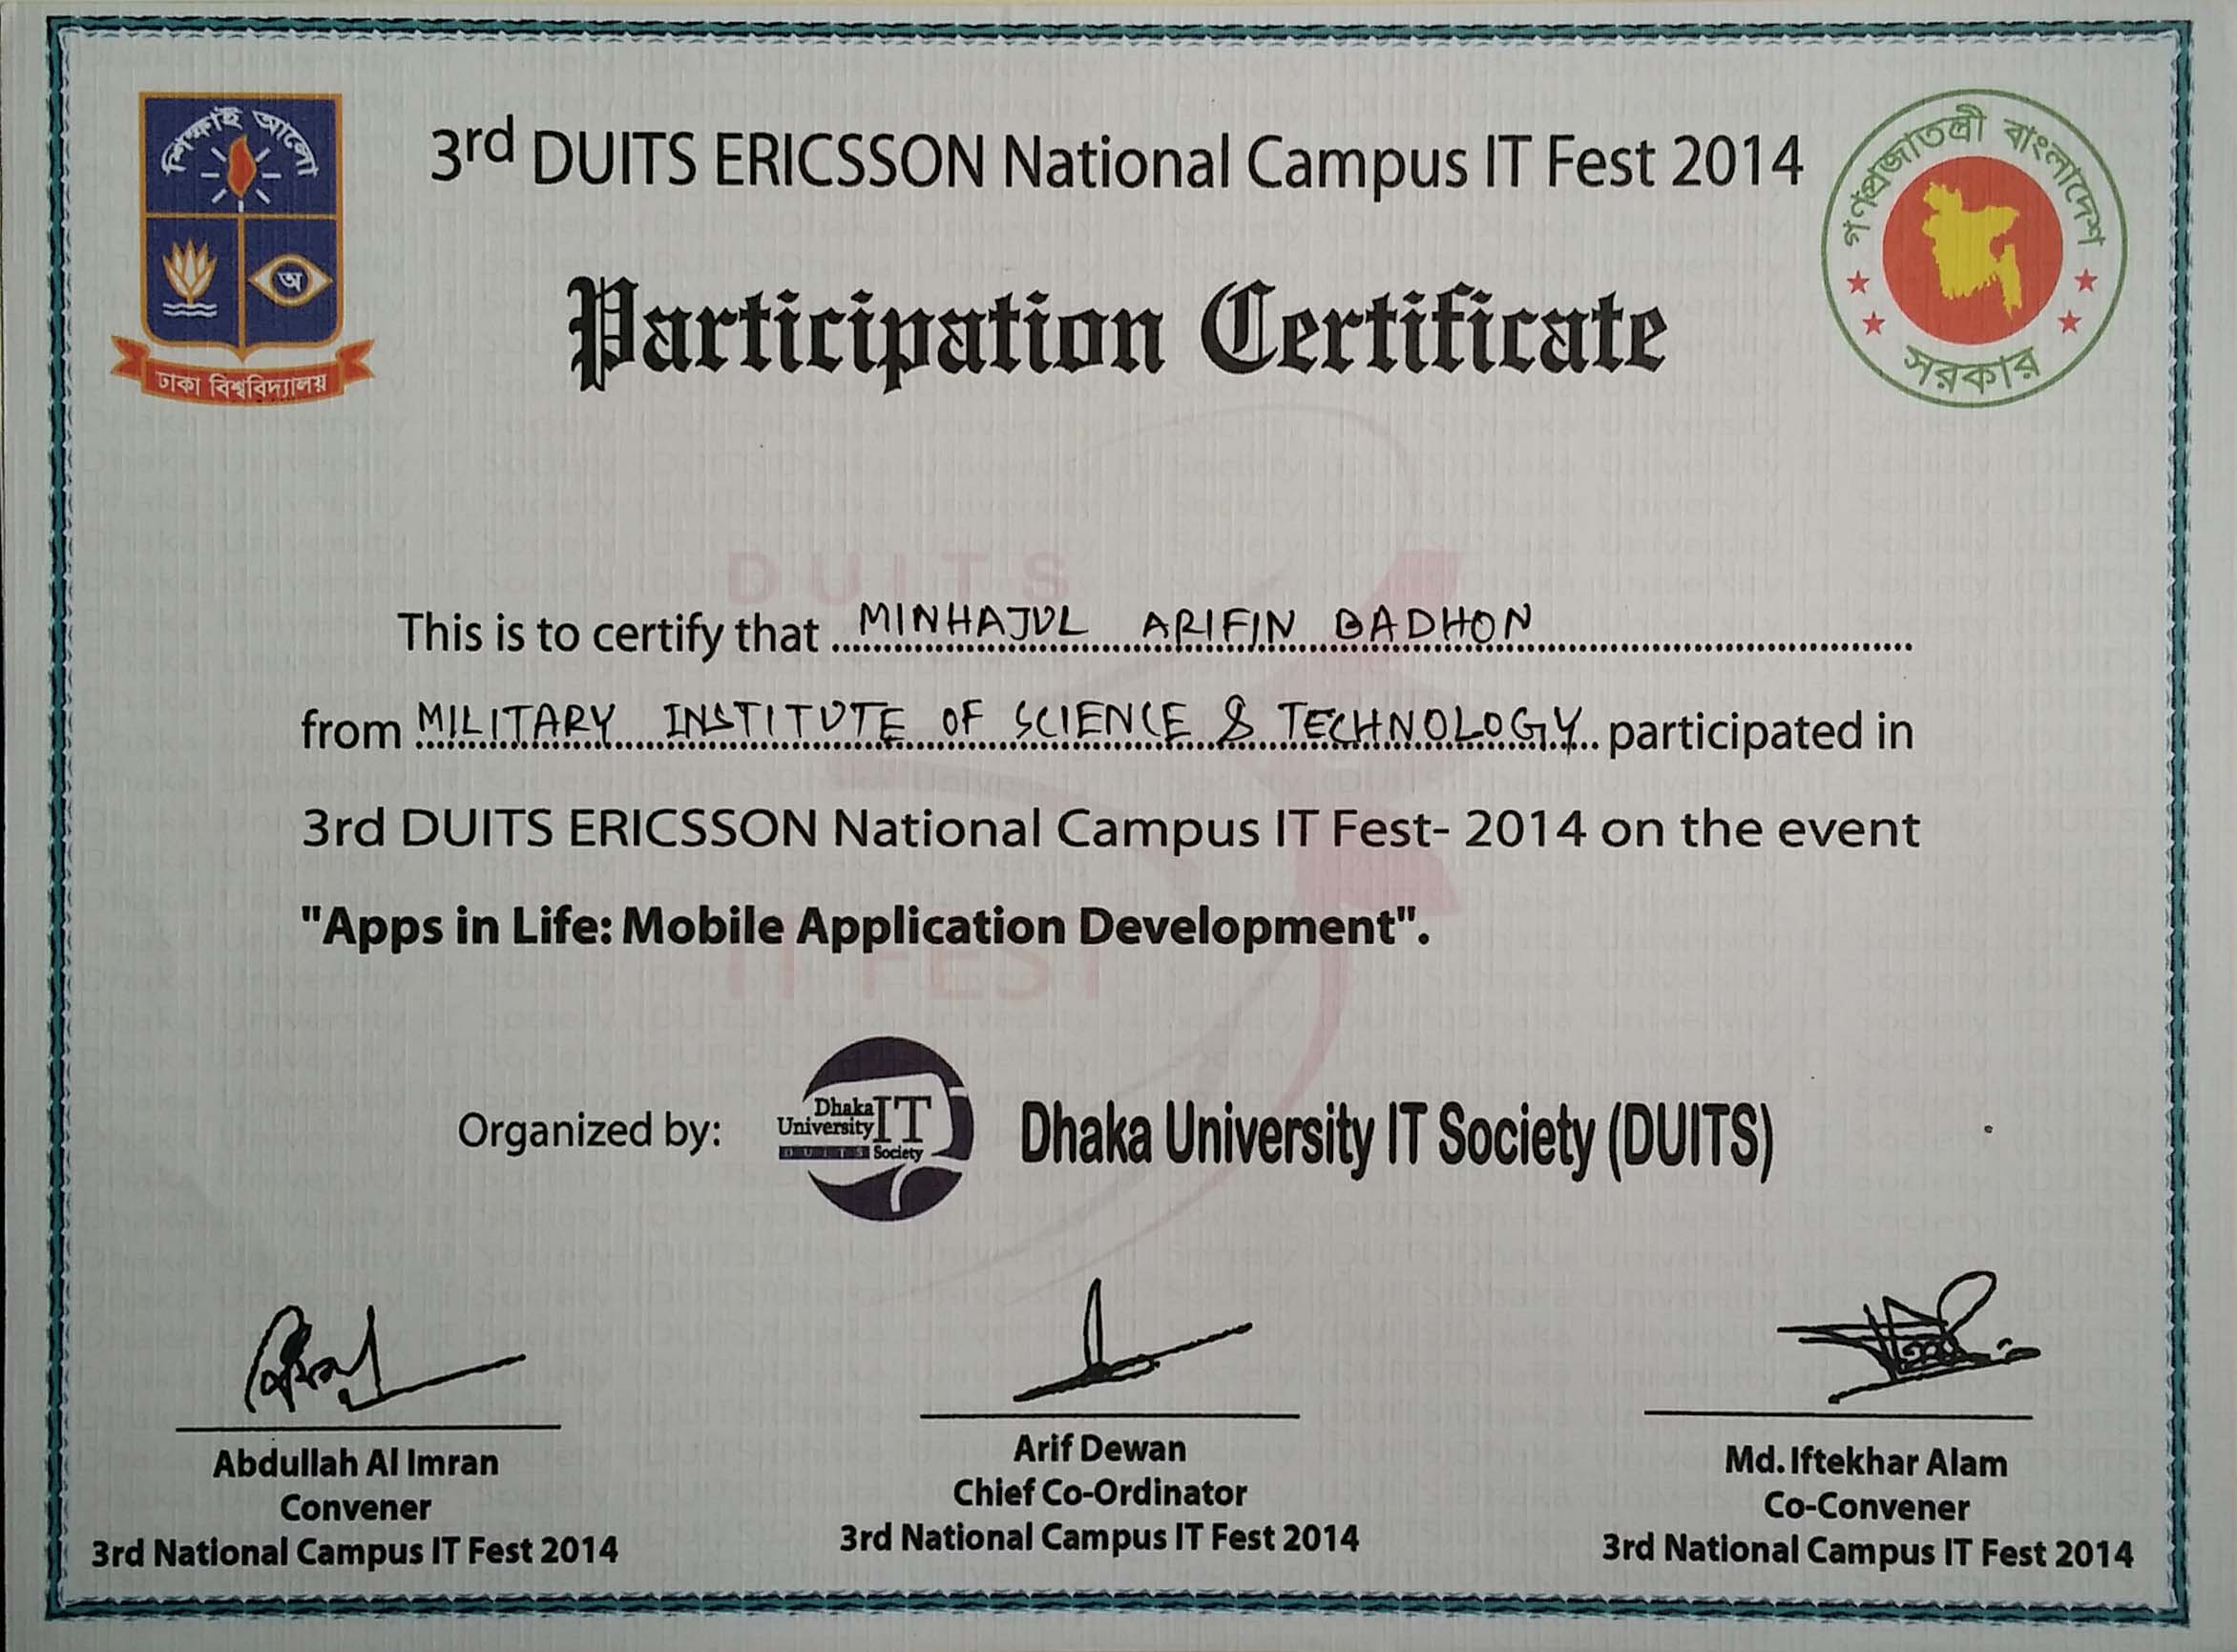 শিক্ষাই আলো
অ
ঢাকা বিশ্ববিদ্যালয়
3rd DUITS ERICSSON National Campus IT Fest 2014
গণপ্রজাতন্ত্রী বাংলাদেশ
সরকার
Participation Certificate
DUITS
This is to certify that MINHAJUL ARIFIN BADHON
from MILITARY INSTITUTE OF SCIENCE & TECHNOLOGY participated in
3rd DUITS ERICSSON National Campus IT Fest- 2014 on the event
"Apps in Life: Mobile Application Development".
IT FEST
Organized by:
Dhaka
University IT
DUITS Society
Dhaka University IT Society (DUITS)
Abdullah Al Imran
Convener
3rd National Campus IT Fest 2014
Arif Dewan
Chief Co-Ordinator
3rd National Campus IT Fest 2014
Md. Iftekhar Alam
Co-Convener
3rd National Campus IT Fest 2014